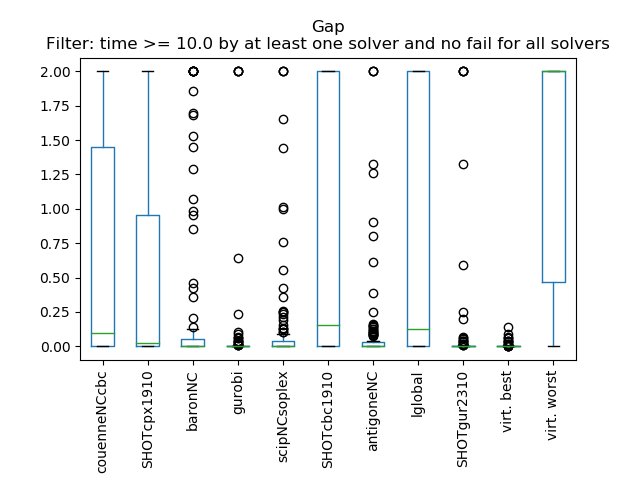 Gap
Filter: time >= 10.0 by at least one solver and no fail for all solvers
2.00
1.75
1.50
1.25
1.00
0.75
0.50
0.25
0.00
couenneNCcbc
SHOTcpx1910
baronNC
gurobi
scipNCsoplex
SHOTcbc1910
antigoneNC
lglobal
SHOTgur2310
virt. best
virt. worst